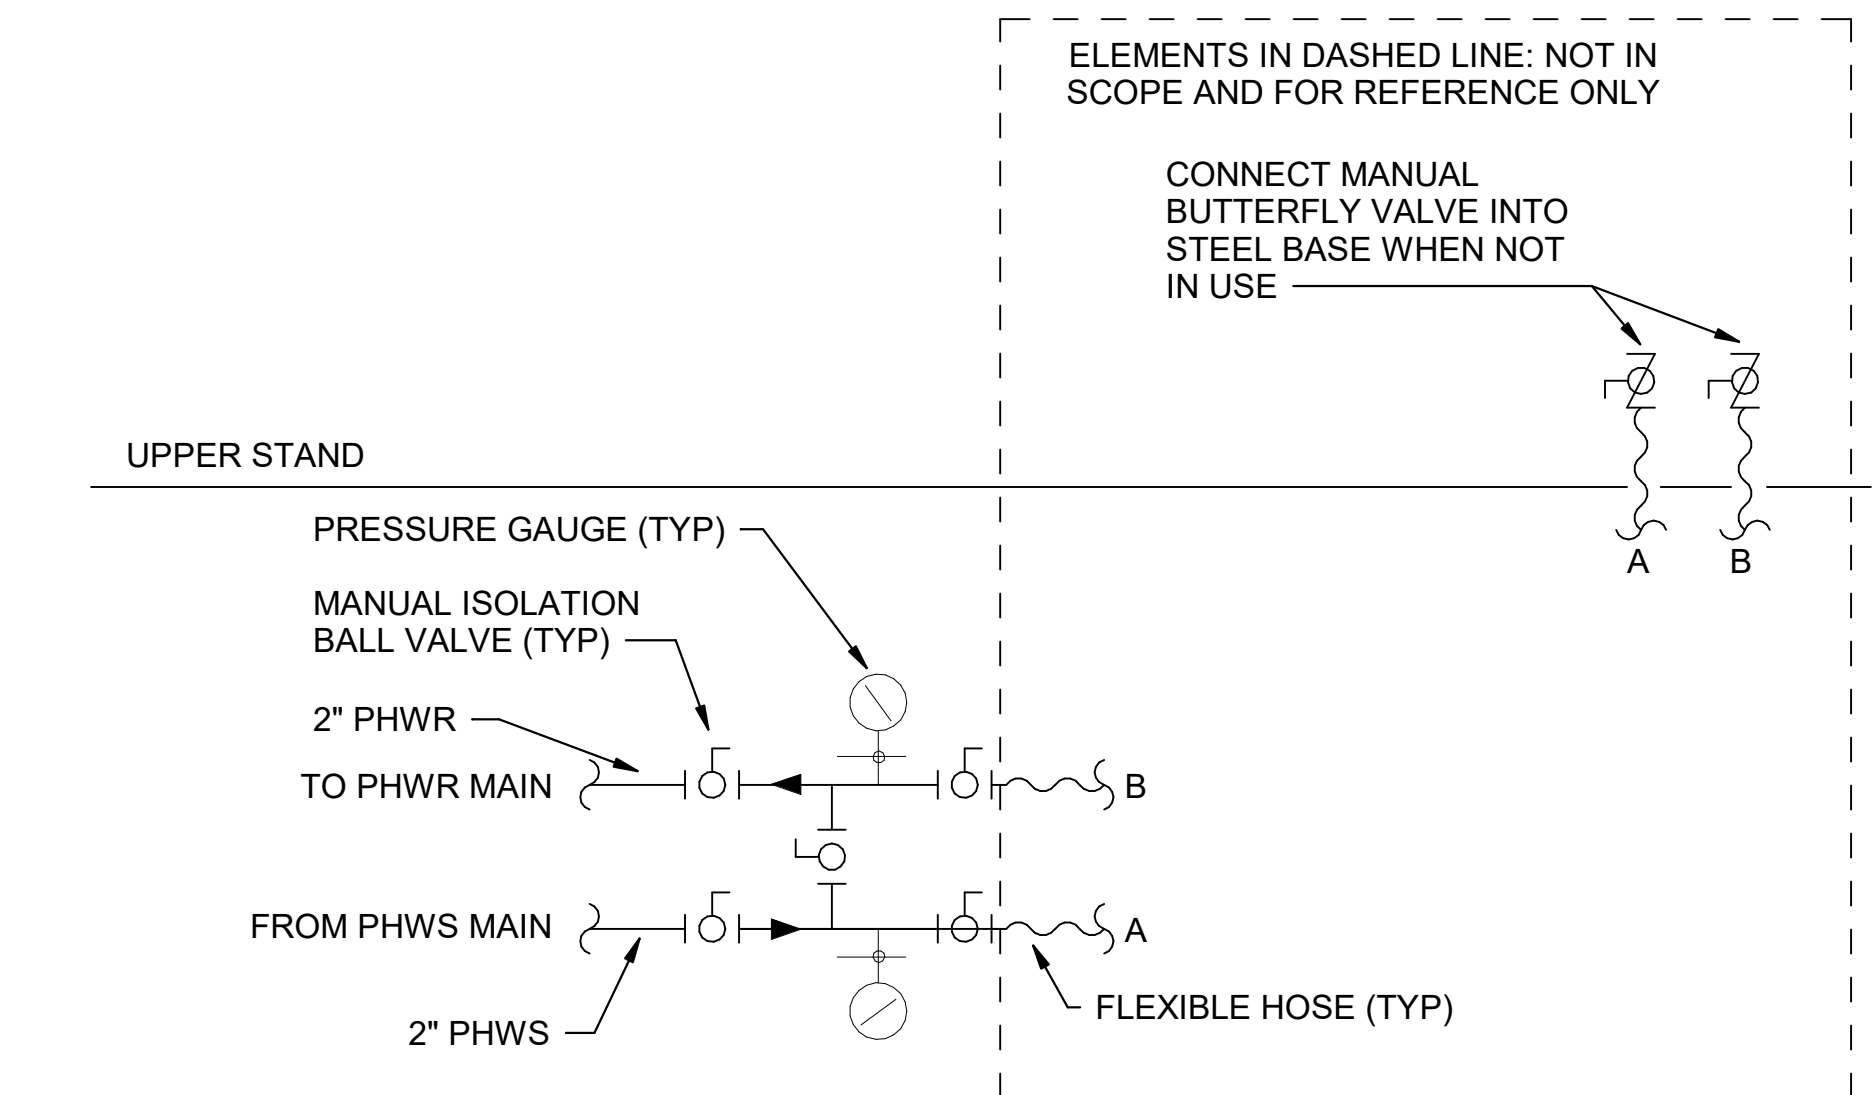 ELEMENTS IN DASHED LINE: NOT IN
SCOPE AND FOR REFERENCE ONLY
CONNECT MANUAL
BUTTERFLY VALVE INTO
STEEL BASE WHEN NOT
IN USE
UPPER STAND
A
B
PRESSURE GAUGE (TYP)
MANUAL ISOLATION
BALL VALVE (TYP)
2" PHWR
TO PHWR MAIN
B
FROM PHWS MAIN
A
2" PHWS
FLEXIBLE HOSE (TYP)